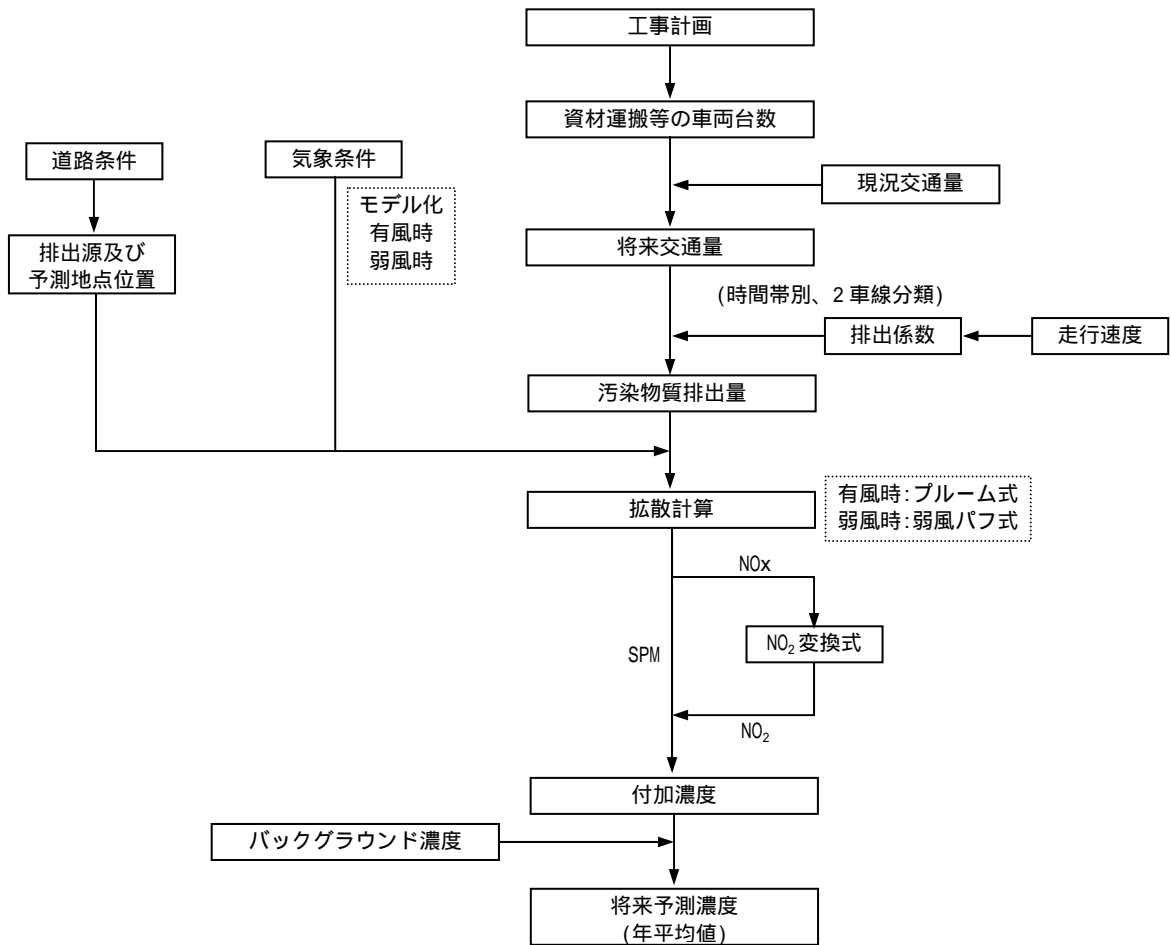 工事計画
資材運搬等の車両台数
道路条件
気象条件
現況交通量
モデル化
有風時
弱風時
排出源及び
予測地点位置
将来交通量
(時間帯別、2車線分類)
排出係数
走行速度
汚染物質排出量
拡散計算
有風時:プルーム式
弱風時:弱風パフ式
NOx
SPM
NO₂変換式
NO₂
付加濃度
バックグラウンド濃度
将来予測濃度
(年平均値)